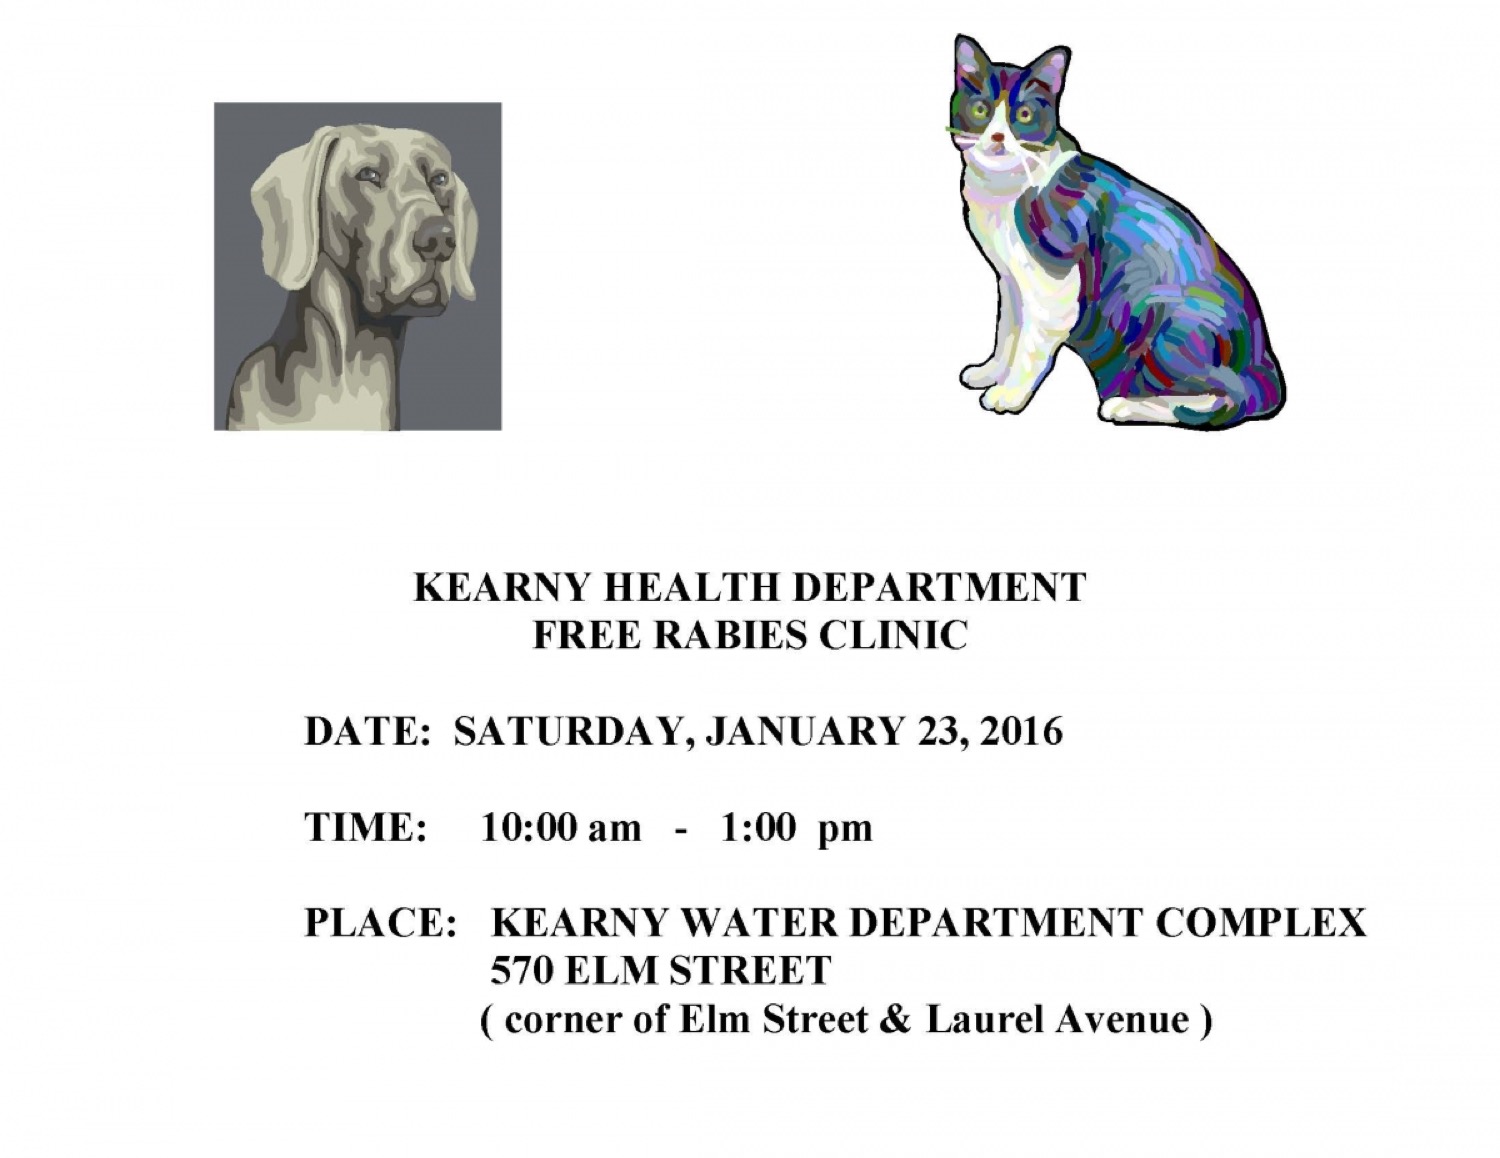 KEARNY HEALTH DEPARTMENT
FREE RABIES CLINIC
DATE: SATURDAY, JANUARY 23, 2016
TIME: 10:00 am - 1:00 pm
PLACE: KEARNY WATER DEPARTMENT COMPLEX
570 ELM STREET
( corner of Elm Street & Laurel Avenue )